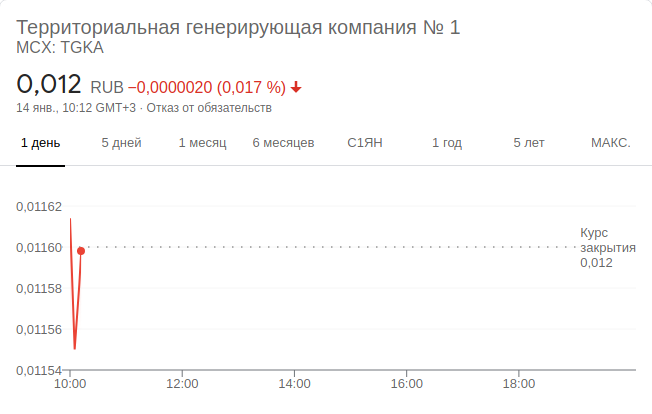 Территориальная генерирующая компания № 1
MCX: TGKA
0,012 RUB −0,0000020 (0,017 %)
14 янв., 10:12 GMT+3 · Отказ от обязательств
1 день 5 дней 1 месяц 6 месяцев С1ЯН 1 год 5 лет МАКС.
0,01162
Курс
0,01160 закрытия
0,012
0,01158
0,01156
0,01154
10:00 12:00 14:00 16:00 18:00